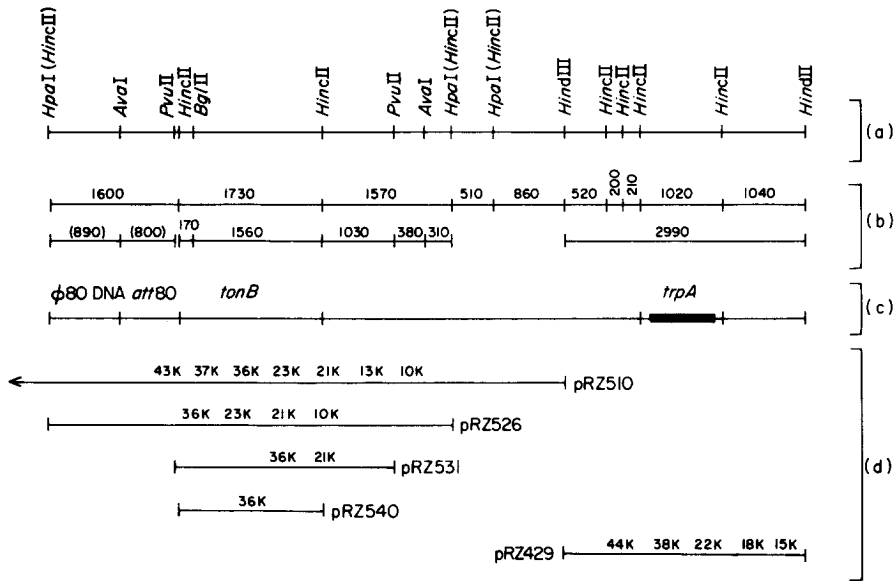 HpaI (HincII) AvaI PvuII HincII BglII HincII PvuII AvaI HpaI (HincII) HpaI (HincII) HindIII HincII HincII HincII HincII HindIII
(a)
1600 1730 1570 510 860 520 200 210 1020 1040
(b)
(890) (800) 170 1560 1030 380 310 2990
ϕ80 DNA att80 tonB trpA
(c)
43K 37K 36K 23K 21K 13K 10K
pRZ510
36K 23K 21K 10K
pRZ526
36K 21K
pRZ531
(d)
36K
pRZ540
pRZ429 44K 38K 22K 18K 15K